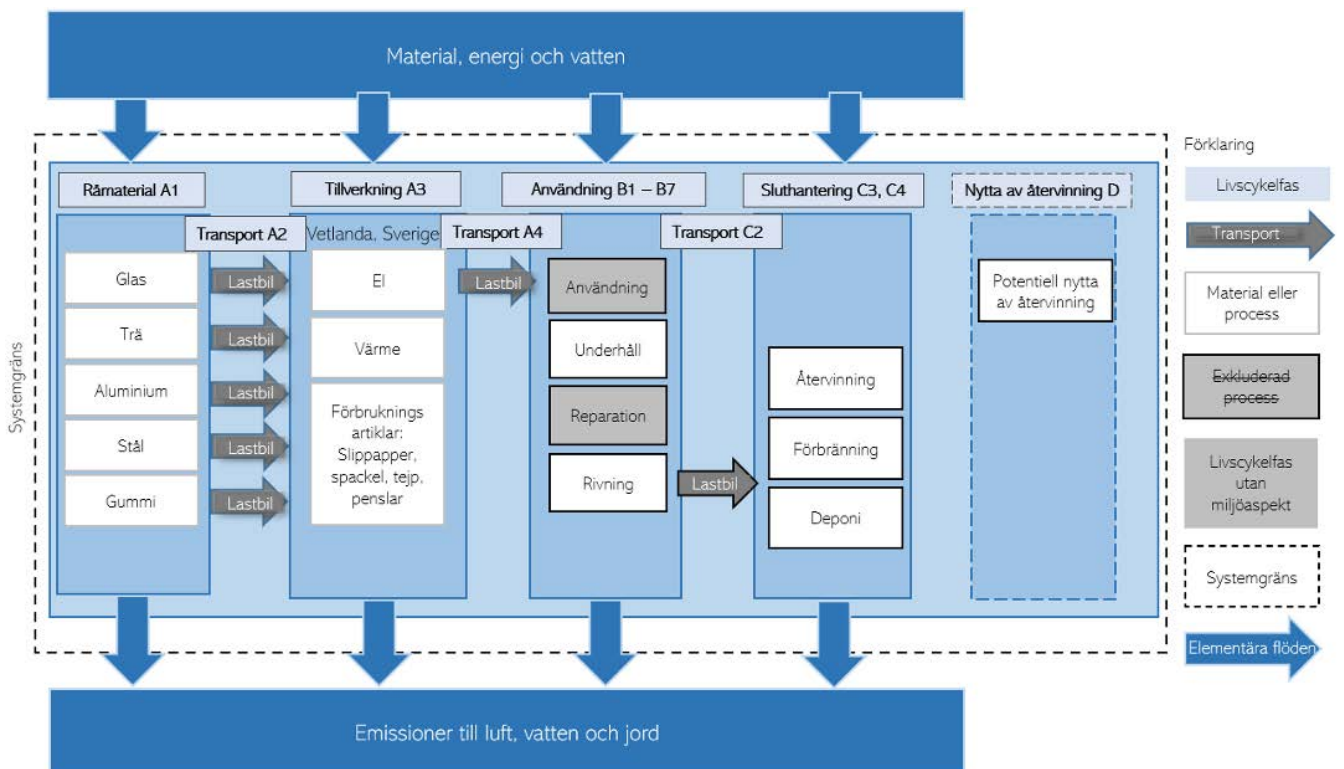 Material, energi och vatten
Systemgräns
Råmaterial A1
Tillverkning A3
Användning B1 – B7
Sluthantering C3, C4
Nytta av återvinning D
Transport A2
Vetlanda, Sverige
Transport A4
Transport C2
Glas
Trä
Aluminium
Stål
Gummi
Lastbil
Lastbil
Lastbil
Lastbil
Lastbil
El
Värme
Förbruknings
artiklar:
Slippapper,
spackel, tejp,
penslar
Lastbil
Användning
Underhåll
Reparation
Rivning
Lastbil
Återvinning
Förbränning
Deponi
Potentiell nytta
av återvinning
Emissioner till luft, vatten och jord
Förklaring
Livscykelfas
Transport
Material eller
process
Exkluderad
process
Livscykelfas
utan
miljöaspekt
Systemgräns
Elementära flöden